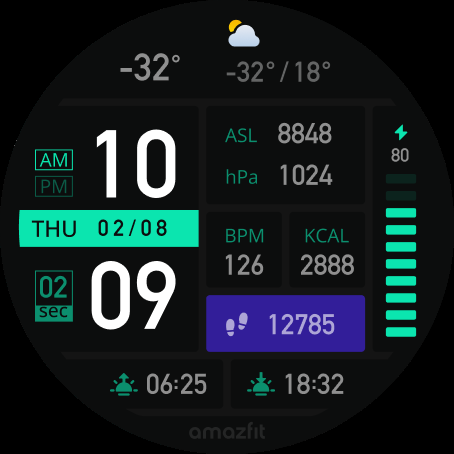 -32° -32°/18°
ASL 8848
80
AM 10
PM
hPa 1024
THU 02/08
BPM KCAL
126 2888
02 09
sec
12785
06:25 18:32
amazfit